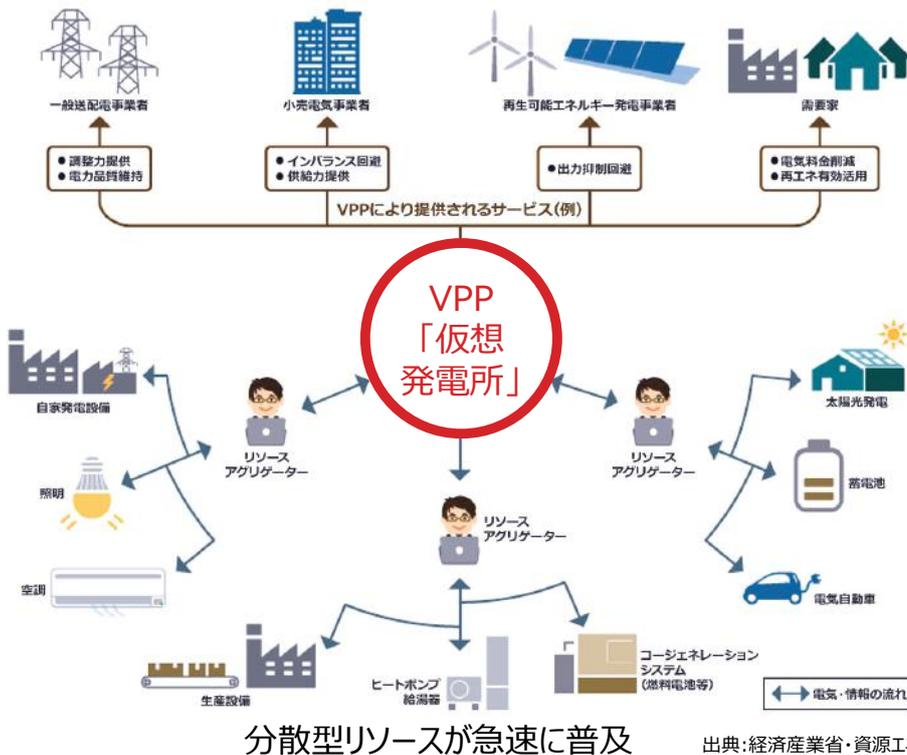 一般送配電事業者
小売電気事業者
再生可能エネルギー発電事業者
需要家
●調整力提供
●電力品質維持
●インバランス回避
●供給力提供
●出力抑制回避
●電気料金削減
●再エネ有効活用
VPPにより提供されるサービス(例)
VPP
「仮想
発電所」
自家発電設備
リソース
アグリゲーター
リソース
アグリゲーター
太陽光発電
照明
蓄電池
リソース
アグリゲーター
空調
電気自動車
生産設備
ヒートポンプ
給湯器
コージェネレーション
システム
(燃料電池等)
電気・情報の流れ
分散型リソースが急速に普及
出典:経済産業省・資源エ